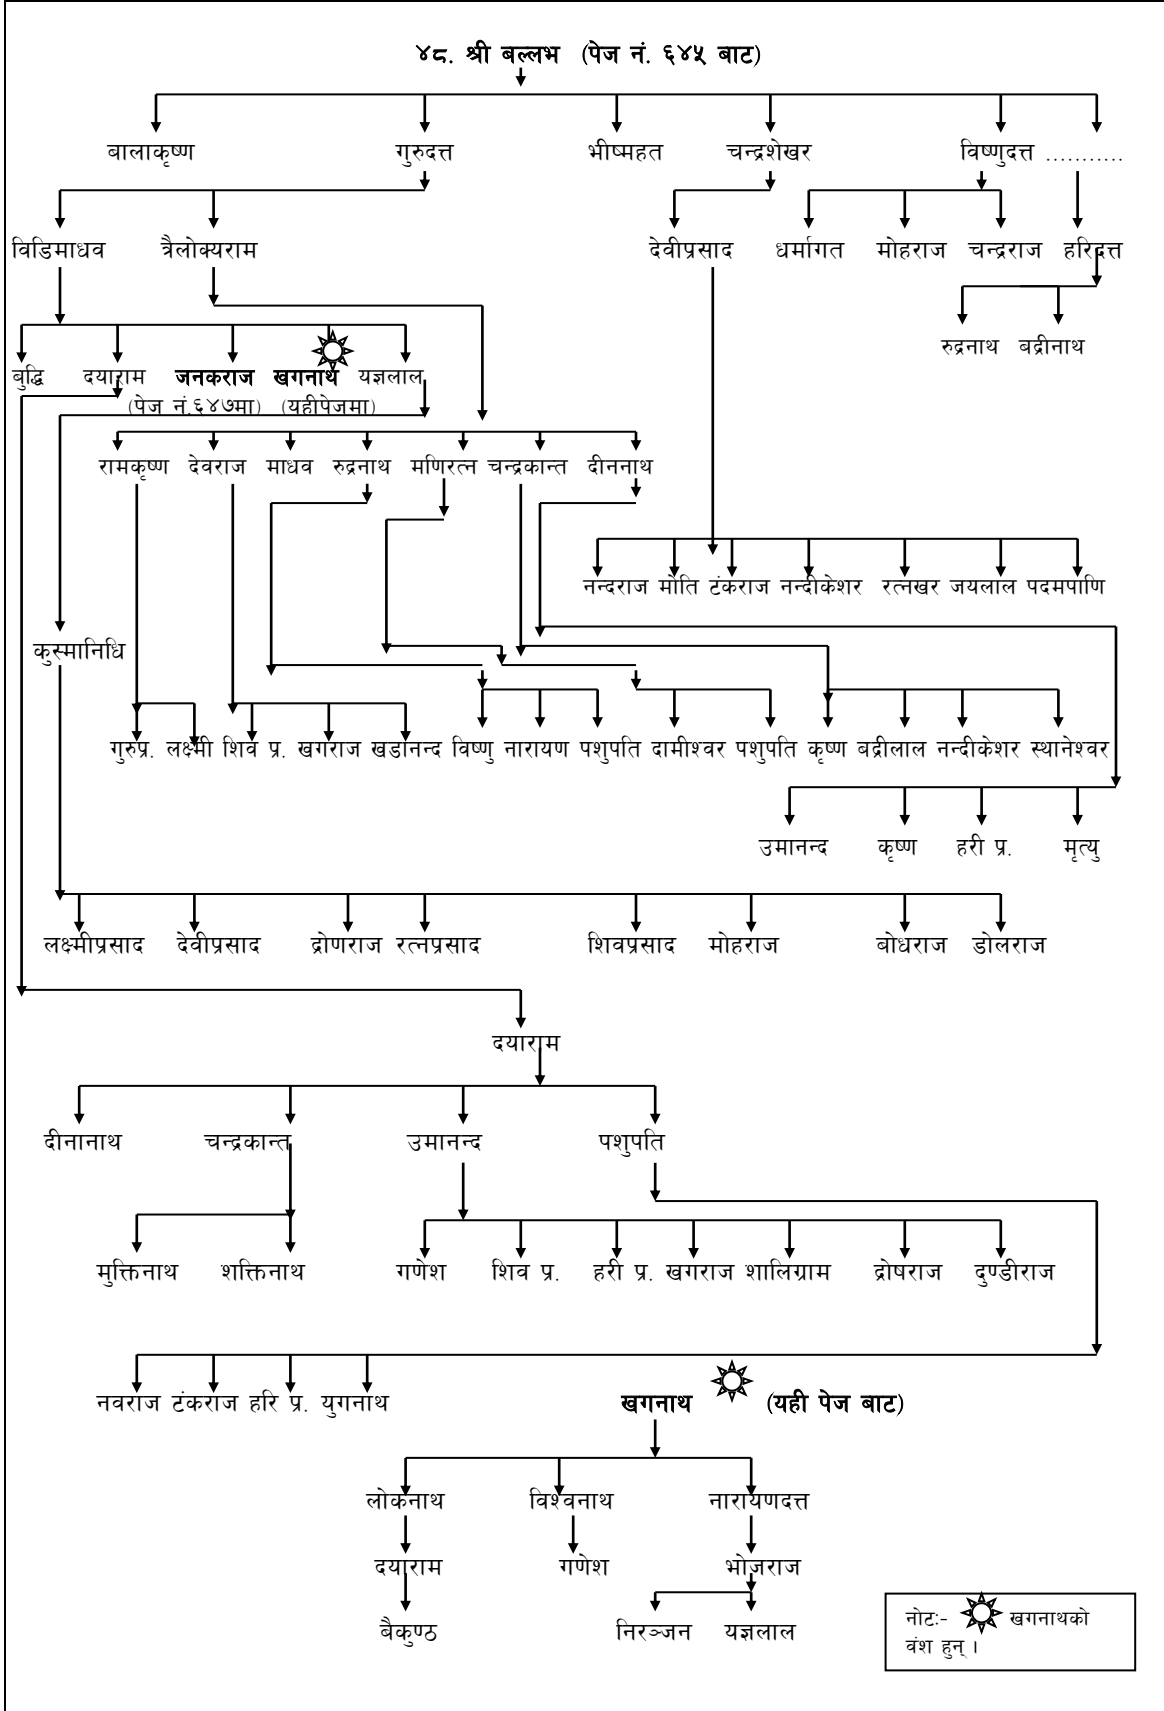 ४८. श्री बल्लभ (पेज नं. ६४५ बाट)
बालाकृष्ण गुरुदत्त भीष्महत चन्द्रशेखर विष्णुदत्त ...........
विडिमाधव त्रैलोक्यराम देवीप्रसाद धर्मागत मोहराज चन्द्रराज हरिदत्त
रुद्रनाथ बद्रीनाथ
बुद्धि दयाराम जनकराज खगनाथ यज्ञलाल
(पेज नं.६४७मा) (यहीपेजमा)
रामकृष्ण देवराज माधव रुद्रनाथ मणिरत्न चन्द्रकान्त दीननाथ
नन्दराज मोति टंकराज नन्दीकेशर रत्नखर जयलाल पदमपाणि
कुस्मानिधि
गुरुप्र. लक्ष्मी शिव प्र. खगराज खडानन्द विष्णु नारायण पशुपति दामीश्वर पशुपति कृष्ण बद्रीलाल नन्दीकेशर स्थानेश्वर
उमानन्द कृष्ण हरी प्र. मृत्यु
लक्ष्मीप्रसाद देवीप्रसाद द्रोणराज रत्नप्रसाद शिवप्रसाद मोहराज बोधराज डोलराज
दयाराम
दीनानाथ चन्द्रकान्त उमानन्द पशुपति
मुक्तिनाथ शक्तिनाथ गणेश शिव प्र. हरी प्र. खगराज शालिग्राम द्रोषराज दुण्डीराज
नवराज टंकराज हरि प्र. युगनाथ खगनाथ (यही पेज बाट)
लोकनाथ विश्वनाथ नारायणदत्त
दयाराम गणेश भोजराज
बैकुण्ठ निरञ्जन यज्ञलाल
नोटः- खगनाथको
वंश हुन् ।